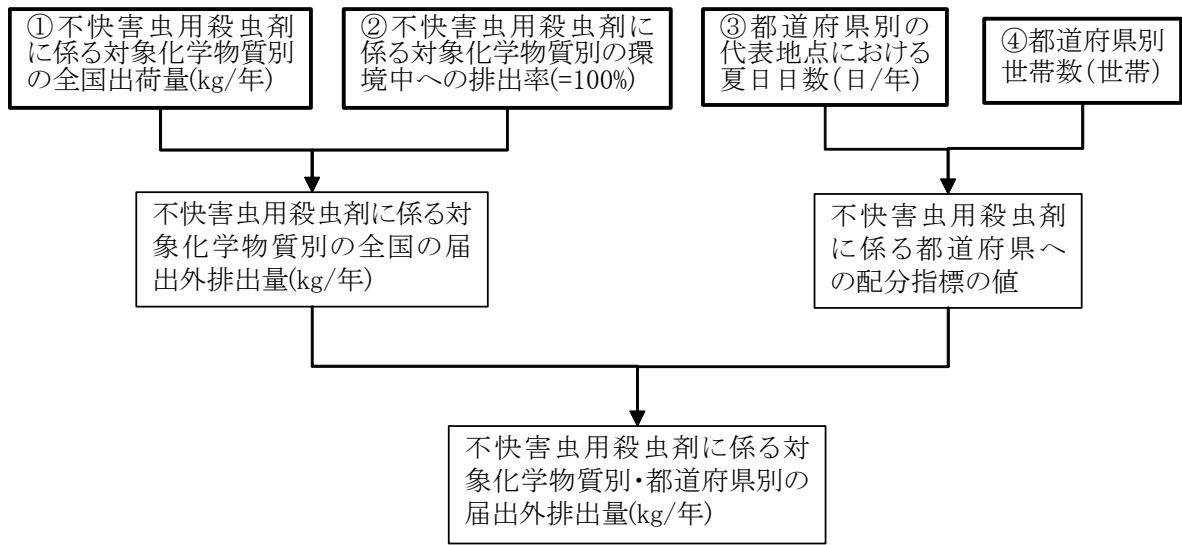 ①不快害虫用殺虫剤
に係る対象化学物質別
の全国出荷量(kg/年)
②不快害虫用殺虫剤に
係る対象化学物質別の環
境中への排出率(=100%)
③都道府県別の
代表地点における
夏日日数(日/年)
④都道府県別
世帯数(世帯)
不快害虫用殺虫剤に係る対
象化学物質別の全国の届
出外排出量(kg/年)
不快害虫用殺虫剤
に係る都道府県へ
の配分指標の値
不快害虫用殺虫剤に係る対
象化学物質別・都道府県別の
届出外排出量(kg/年)